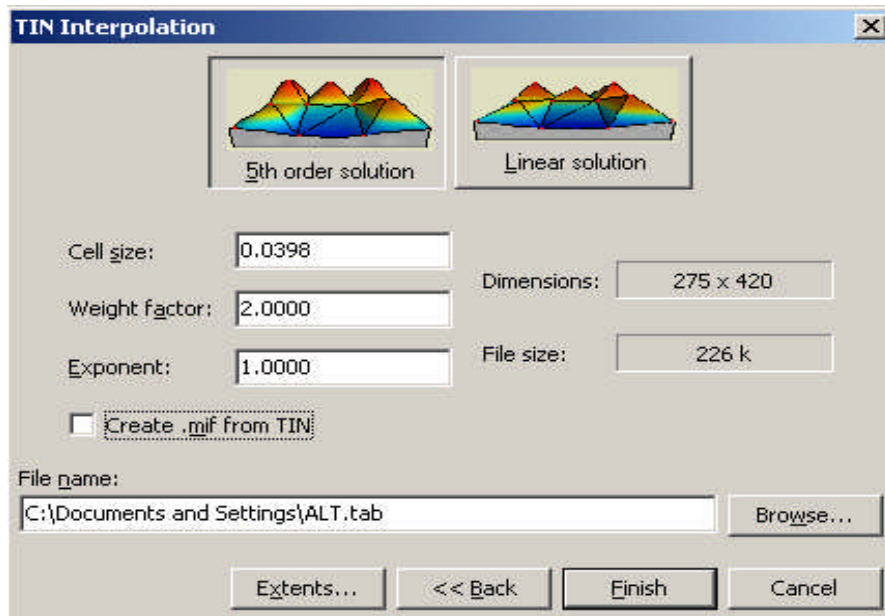 TIN Interpolation
5th order solution
Linear solution
Cell size:
0.0398
Dimensions:
275 x 420
Weight factor:
2.0000
File size:
226 k
Exponent:
1.0000
Create .mif from TIN
File name:
C:\Documents and Settings\ALT.tab
Browse...
Extents...
<< Back
Finish
Cancel